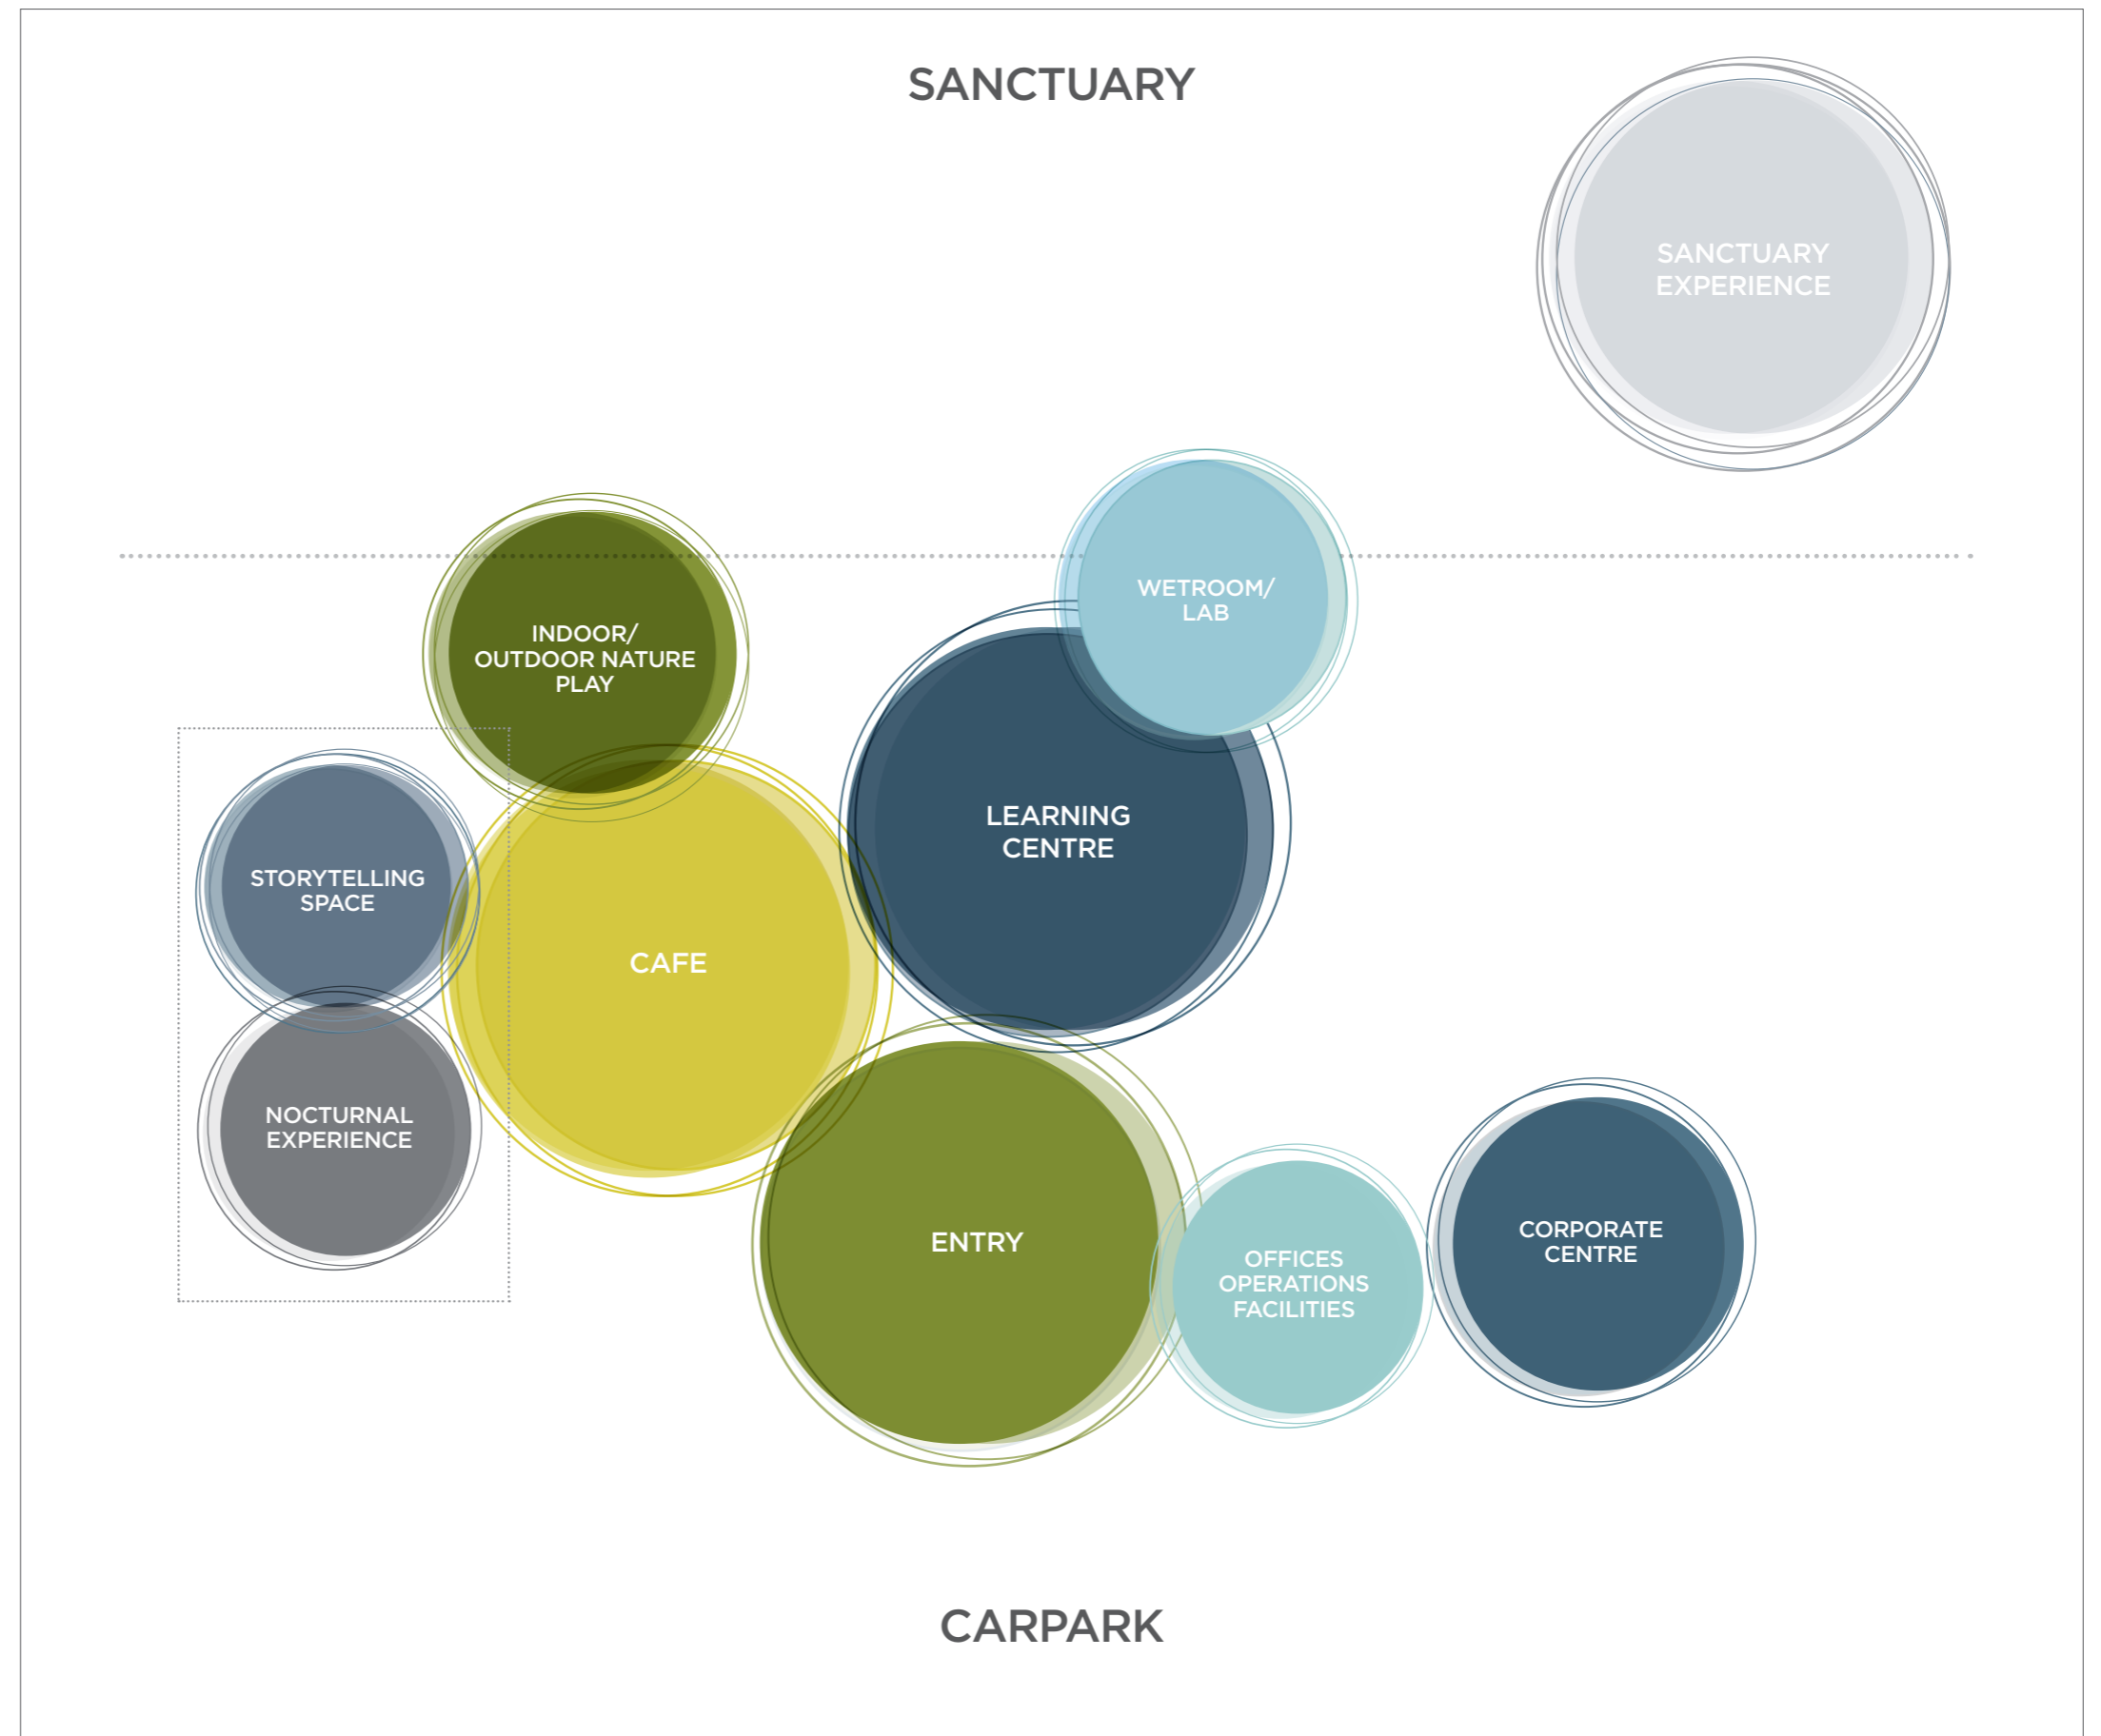 SANCTUARY
SANCTUARY
EXPERIENCE
WETROOM/
LAB
INDOOR/
OUTDOOR NATURE
PLAY
LEARNING
CENTRE
STORYTELLING
SPACE
CAFE
NOCTURNAL
EXPERIENCE
ENTRY
OFFICES
OPERATIONS
FACILITIES
CORPORATE
CENTRE
CARPARK